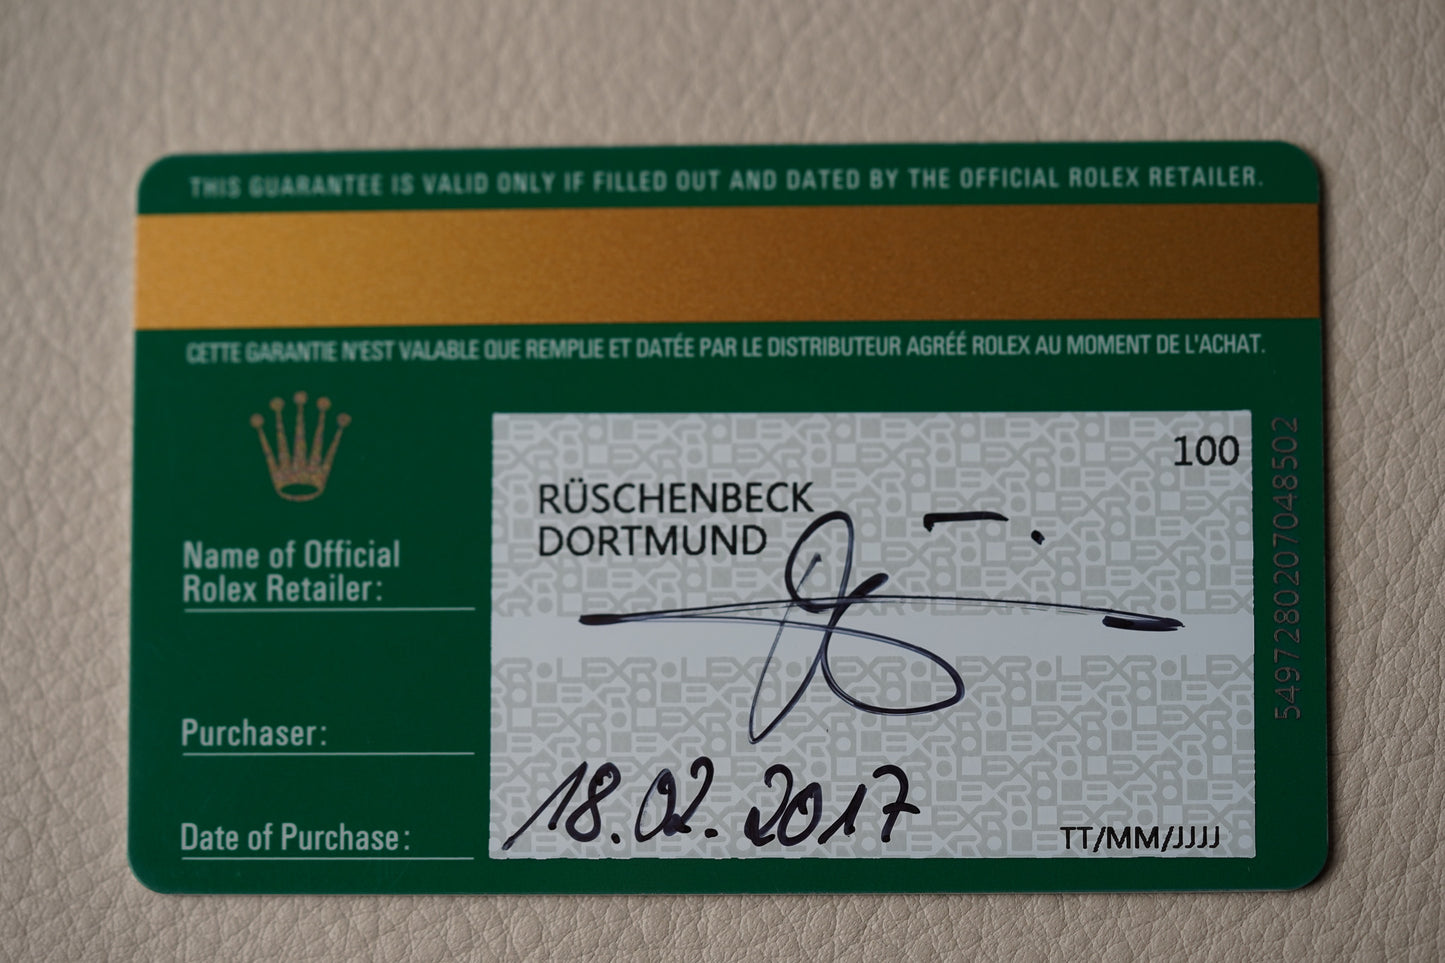 THIS GUARANTEE IS VALID ONLY IF FILLED OUT AND DATED BY THE OFFICIAL ROLEX RETAILER.
CETTE GARANTIE N'EST VALABLE QUE REMPLIE ET DATÉE PAR LE DISTRIBUTEUR AGRÉÉ ROLEX AU MOMENT DE L'ACHAT.
100
RÜSCHENBECK
DORTMUND
Name of Official
Rolex Retailer:
Purchaser:
Date of Purchase:
18.02.2017
TT/MM/JJJJ
5497280207048502